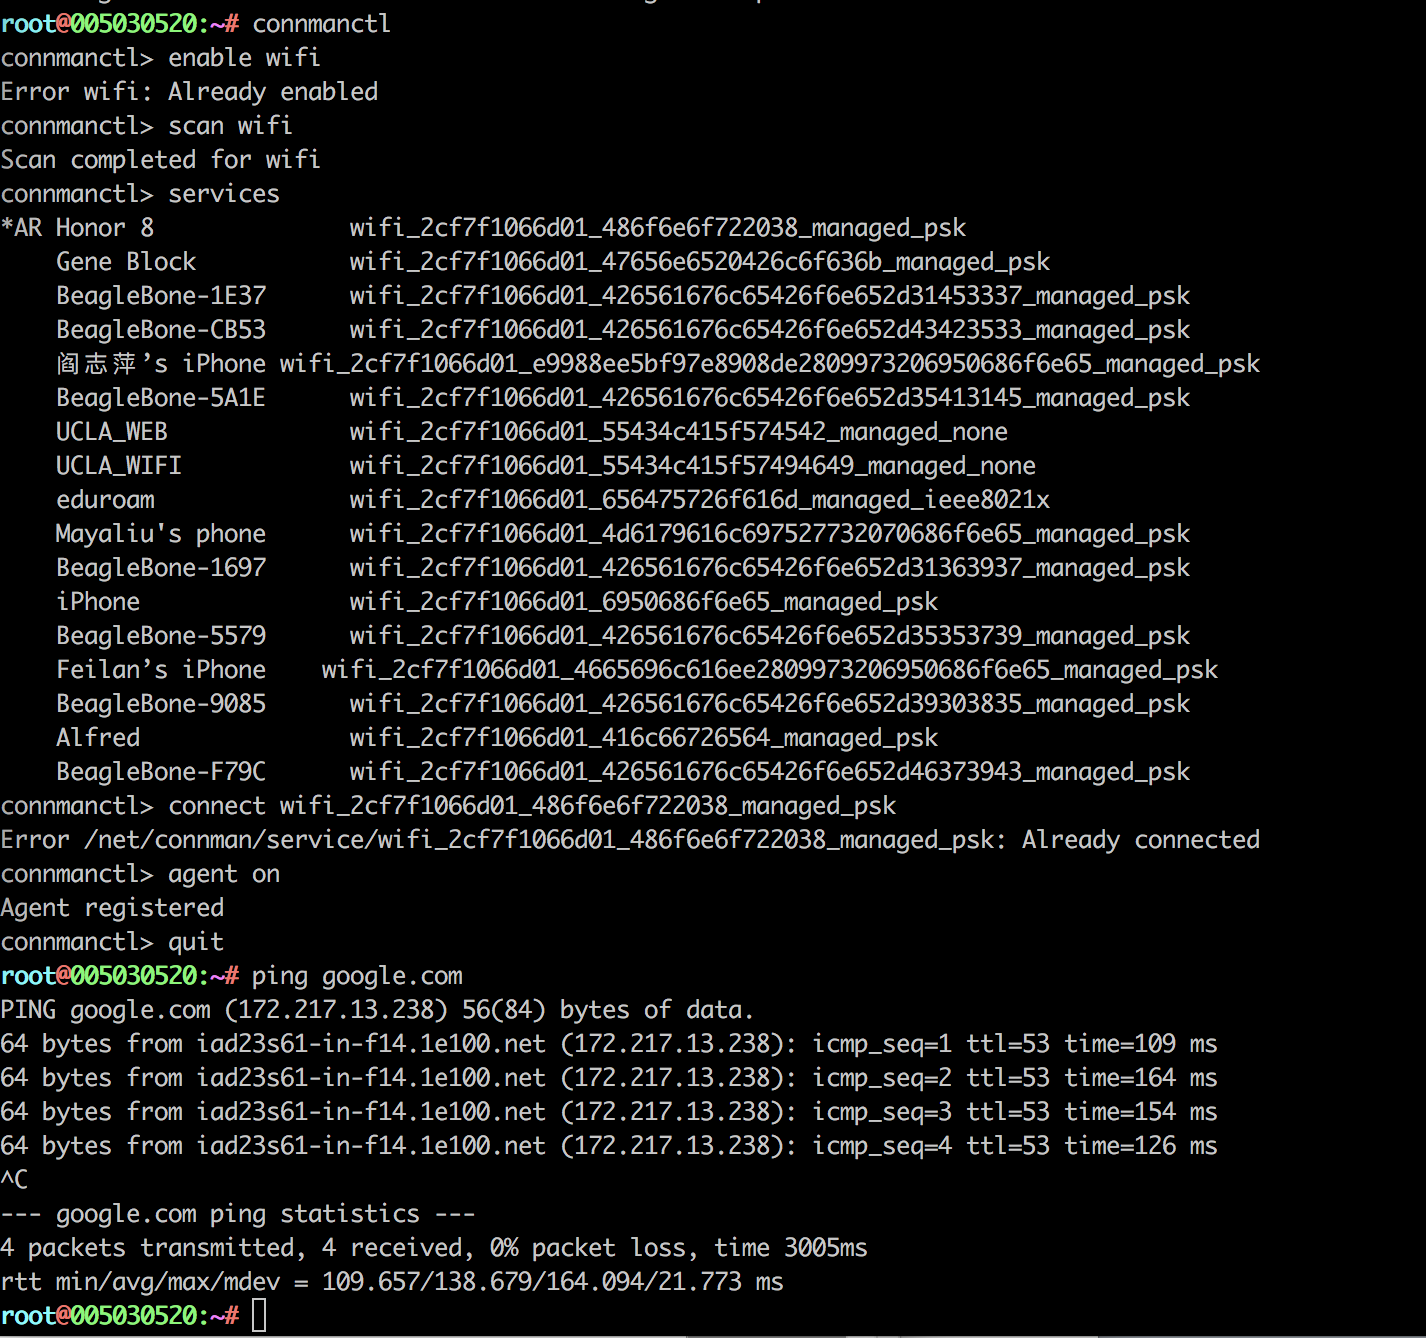 root@005030520:~# connmanctl
connmanctl> enable wifi
Error wifi: Already enabled
connmanctl> scan wifi
Scan completed for wifi
connmanctl> services
*AR Honor 8              wifi_2cf7f1066d01_486f6e6f722038_managed_psk
    Gene Block           wifi_2cf7f1066d01_47656e6520426c6f636b_managed_psk
    BeagleBone-1E37      wifi_2cf7f1066d01_426561676c65426f6e652d31453337_managed_psk
    BeagleBone-CB53      wifi_2cf7f1066d01_426561676c65426f6e652d43423533_managed_psk
    阎志萍’s iPhone wifi_2cf7f1066d01_e9988ee5bf97e8908de2809973206950686f6e65_managed_psk
    BeagleBone-5A1E      wifi_2cf7f1066d01_426561676c65426f6e652d35413145_managed_psk
    UCLA_WEB             wifi_2cf7f1066d01_55434c415f574542_managed_none
    UCLA_WIFI            wifi_2cf7f1066d01_55434c415f57494649_managed_none
    eduroam              wifi_2cf7f1066d01_656475726f616d_managed_ieee8021x
    Mayaliu's phone      wifi_2cf7f1066d01_4d6179616c697527732070686f6e65_managed_psk
    BeagleBone-1697      wifi_2cf7f1066d01_426561676c65426f6e652d31363937_managed_psk
    iPhone               wifi_2cf7f1066d01_6950686f6e65_managed_psk
    BeagleBone-5579      wifi_2cf7f1066d01_426561676c65426f6e652d35353739_managed_psk
    Feilan’s iPhone    wifi_2cf7f1066d01_4665696c616ee2809973206950686f6e65_managed_psk
    BeagleBone-9085      wifi_2cf7f1066d01_426561676c65426f6e652d39303835_managed_psk
    Alfred               wifi_2cf7f1066d01_416c66726564_managed_psk
    BeagleBone-F79C      wifi_2cf7f1066d01_426561676c65426f6e652d46373943_managed_psk
connmanctl> connect wifi_2cf7f1066d01_486f6e6f722038_managed_psk
Error /net/connman/service/wifi_2cf7f1066d01_486f6e6f722038_managed_psk: Already connected
connmanctl> agent on
Agent registered
connmanctl> quit
root@005030520:~# ping google.com
PING google.com (172.217.13.238) 56(84) bytes of data.
64 bytes from iad23s61-in-f14.1e100.net (172.217.13.238): icmp_seq=1 ttl=53 time=109 ms
64 bytes from iad23s61-in-f14.1e100.net (172.217.13.238): icmp_seq=2 ttl=53 time=164 ms
64 bytes from iad23s61-in-f14.1e100.net (172.217.13.238): icmp_seq=3 ttl=53 time=154 ms
64 bytes from iad23s61-in-f14.1e100.net (172.217.13.238): icmp_seq=4 ttl=53 time=126 ms
^C
--- google.com ping statistics ---
4 packets transmitted, 4 received, 0% packet loss, time 3005ms
rtt min/avg/max/mdev = 109.657/138.679/164.094/21.773 ms
root@005030520:~#